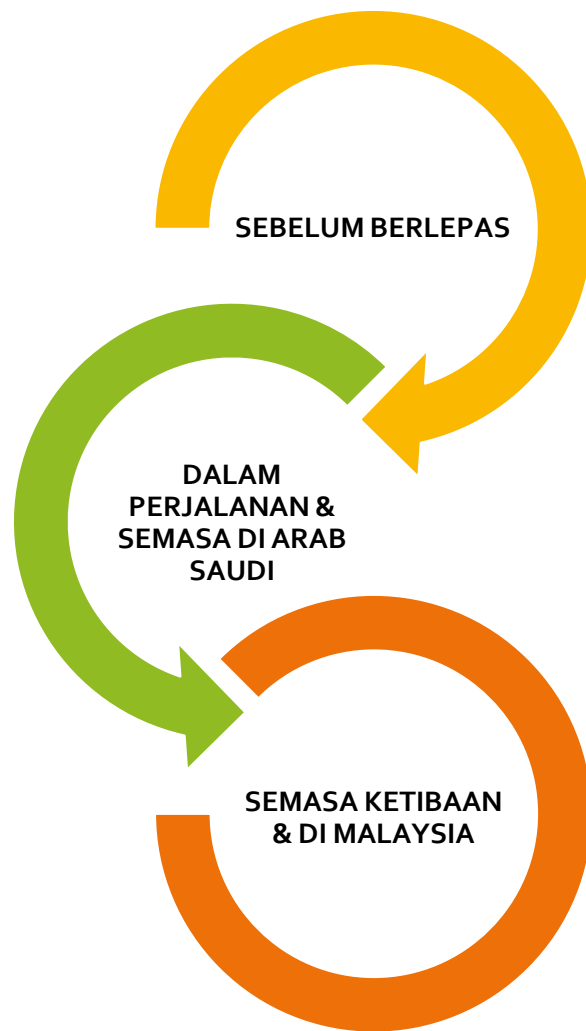 SEBELUM BERLEPAS
DALAM
PERJALANAN &
SEMASA DI ARAB
SAUDI
SEMASA KETIBAAN
& DI MALAYSIA